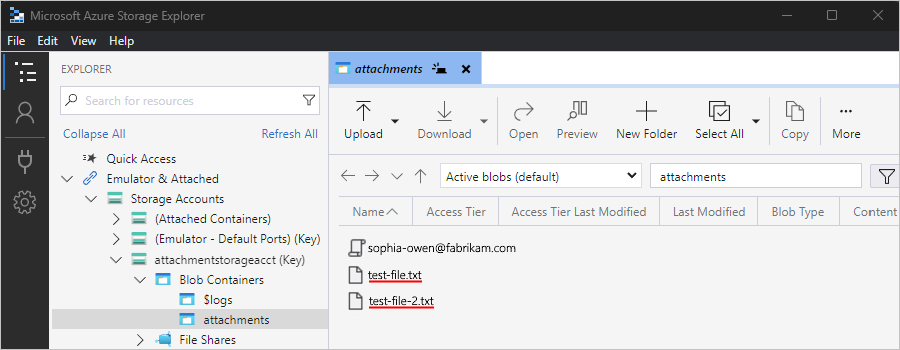 Microsoft Azure Storage Explorer
File Edit View Help
EXPLORER
Search for resources
Collapse All Refresh All
Quick Access
Emulator & Attached
Storage Accounts
(Attached Containers)
(Emulator - Default Ports) (Key)
attachmentstorageacct (Key)
Blob Containers
$logs
attachments
File Shares
attachments
Upload Download Open Preview New Folder Select All Copy More
Active blobs (default) attachments
Name Access Tier Access Tier Last Modified Last Modified Blob Type Content
sophia-owen@fabrikam.com
test-file.txt
test-file-2.txt